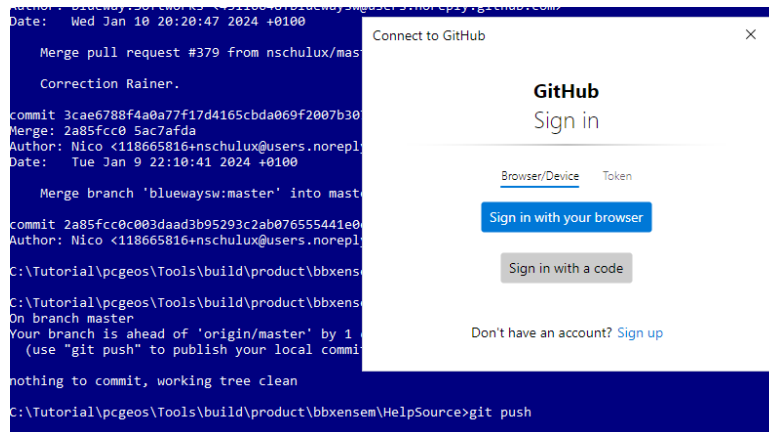 Date:   Wed Jan 10 20:20:47 2024 +0100
Merge pull request #379 from nschulux/mas
Correction Rainer.
commit 3cae6788f4a0a77f17d4165cbda069f2007b307
Merge: 2a85fcc0 5ac7afda
Author: Nico <118665816+nschulux@users.norepl
Date:   Tue Jan 9 22:10:41 2024 +0100
Merge branch 'bluewaysw:master' into maste
commit 2a85fcc0c003daad3b95293c2ab076555441e0
Author: Nico <118665816+nschulux@users.norepl
C:\Tutorial\pcgeos\Tools\build\product\bbxense
C:\Tutorial\pcgeos\Tools\build\product\bbxense
On branch master
Your branch is ahead of 'origin/master' by 1
(use "git push" to publish your local commi
nothing to commit, working tree clean
C:\Tutorial\pcgeos\Tools\build\product\bbxensem\HelpSource>git push
Connect to GitHub
GitHub
Sign in
Browser/Device Token
Sign in with your browser
Sign in with a code
Don't have an account? Sign up